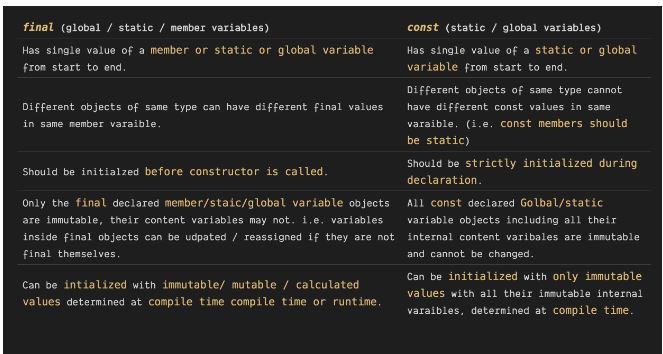 final (global / static / member variables)
const (static / global variables)
Has single value of a member or static or global variable
from start to end.
Has single value of a static or global
variable from start to end.
Different objects of same type can have different final values
in same member varaible.
Different objects of same type cannot
have different const values in same
varaible. (i.e. const members should
be static)
Should be initialzed before constructor is called.
Should be strictly initialized during
declaration.
Only the final declared member/staic/global variable objects
are immutable, their content variables may not. i.e. variables
inside final objects can be udpated / reassigned if they are not
final themselves.
All const declared Golbal/static
variable objects including all their
internal content varibales are immutable
and cannot be changed.
Can be intialized with immutable/ mutable / calculated
values determined at compile time compile time or runtime.
Can be initialized with only immutable
values with all their immutable internal
varaibles, determined at compile time.